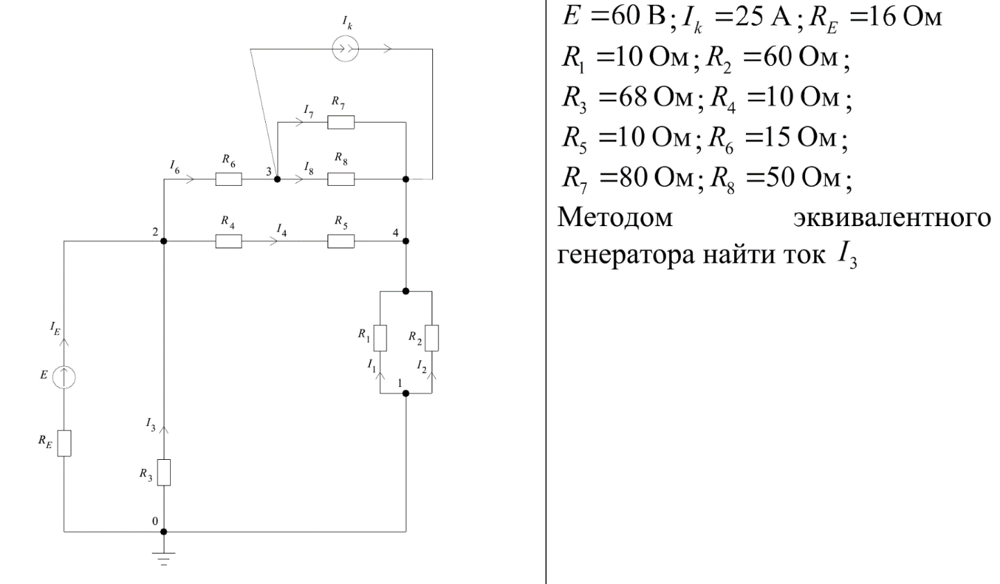 I_k
I_7 R_7
I_6 R_6 3 I_8 R_8
2 R_4 I_4 R_5 4
I_E
R_1 R_2
E I_1 I_2
1
I_3
R_E
R_3
0
E =60 В; I_k =25 А; R_E =16 Ом
R_1 =10 Ом; R_2 =60 Ом;
R_3 =68 Ом; R_4 =10 Ом;
R_5 =10 Ом; R_6 =15 Ом;
R_7 =80 Ом; R_8 =50 Ом;
Методом эквивалентного
генератора найти ток I_3